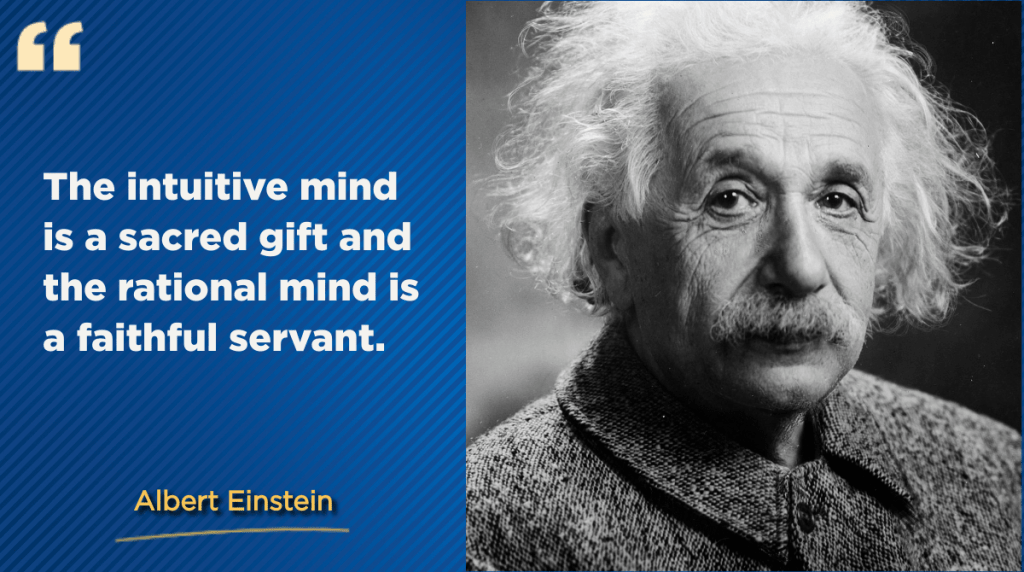 “
The intuitive mind
is a sacred gift and
the rational mind is
a faithful servant.
Albert Einstein